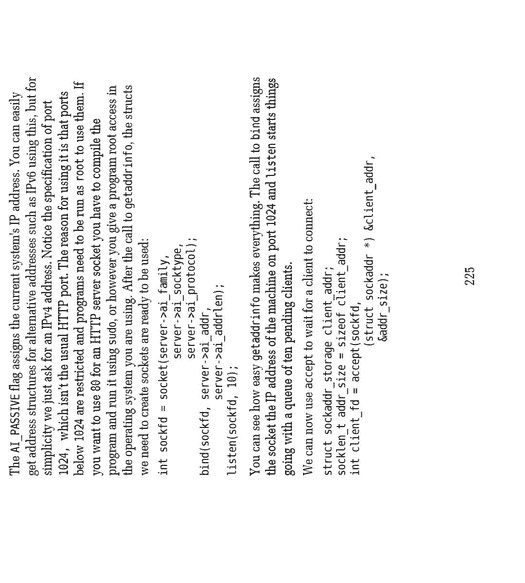 The AI_PASSIVE flag assigns the current system's IP address. You can easily
get address structures for alternative addresses such as IPv6 using this, but for
simplicity we just ask for an IPv4 address. Notice the specification of port
1024, which isn't the usual HTTP port. The reason for using it is that ports
below 1024 are restricted and programs need to be run as root to use them. If
you want to use 80 for an HTTP server socket you have to compile the
program and run it using sudo, or however you give a program root access in
the operating system you are using. After the call to getaddrinfo, the structs
we need to create sockets are ready to be used:
int sockfd = socket(server->ai_family,
server->ai_socktype,
server->ai_protocol);
bind(sockfd, server->ai_addr,
server->ai_addrlen);
listen(sockfd, 10);
You can see how easy getaddrinfo makes everything. The call to bind assigns
the socket the IP address of the machine on port 1024 and listen starts things
going with a queue of ten pending clients.
We can now use accept to wait for a client to connect:
struct sockaddr_storage client_addr;
socklen_t addr_size = sizeof client_addr;
int client_fd = accept(sockfd,
(struct sockaddr *) &client_addr,
&addr_size);
225